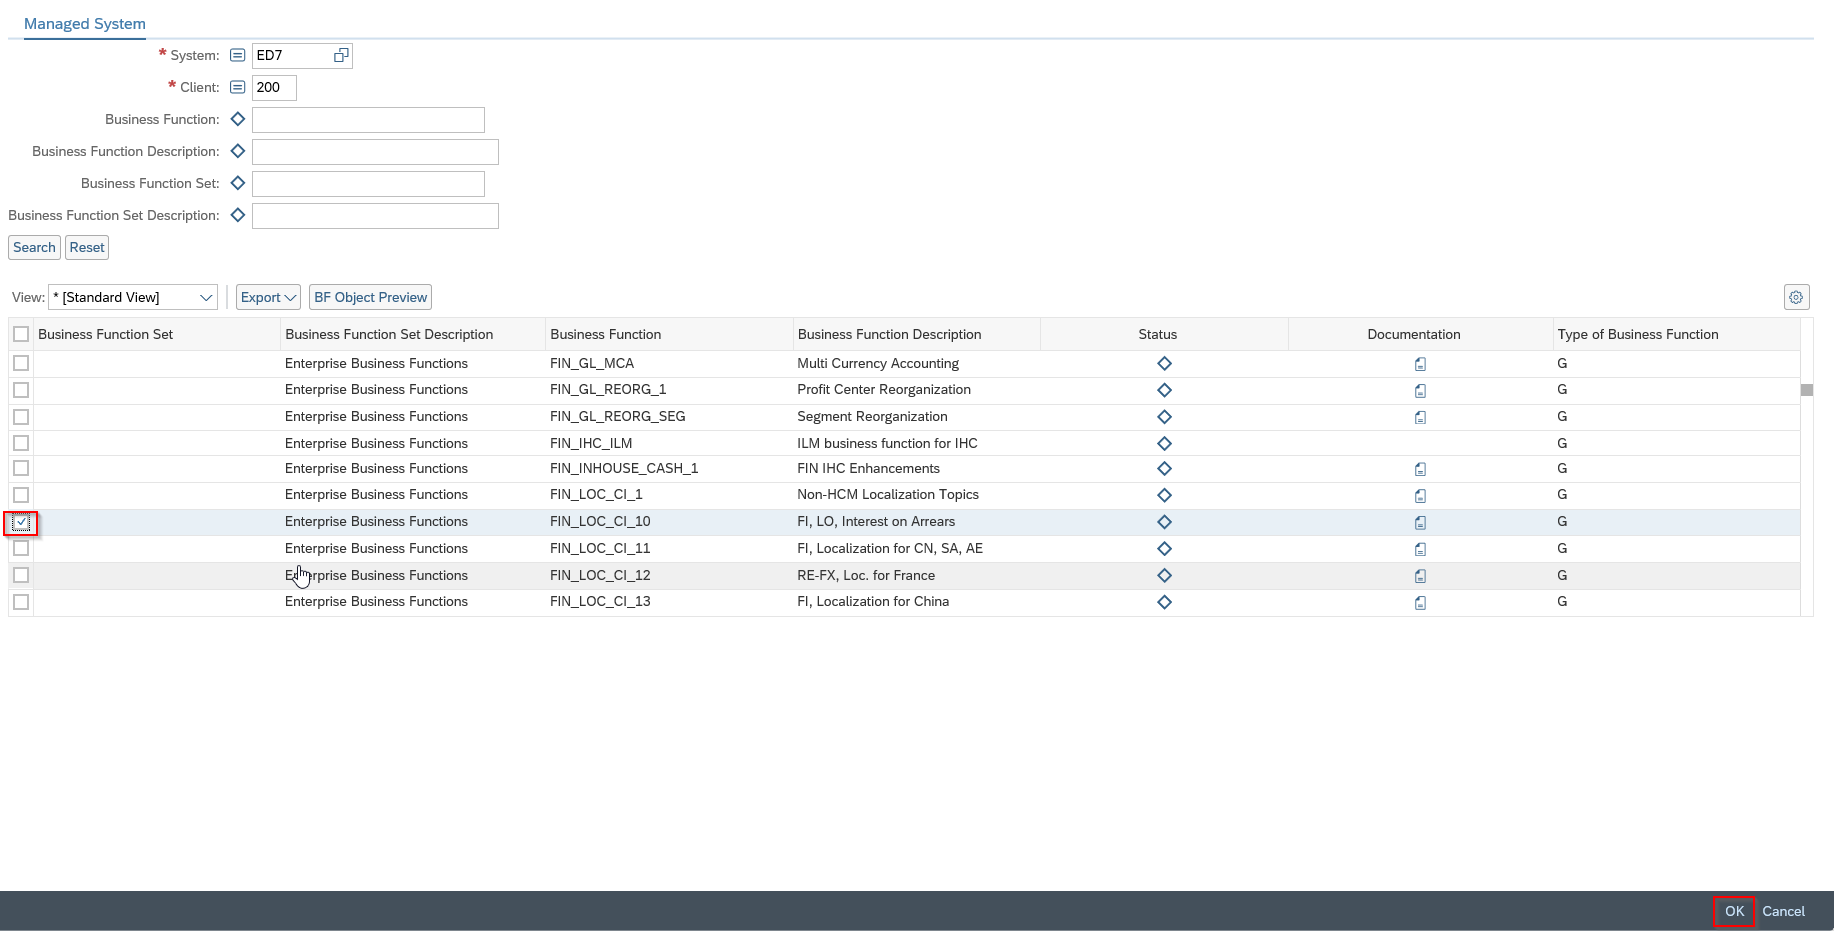 Managed System
* System: ED7
* Client: 200
Business Function:
Business Function Description:
Business Function Set:
Business Function Set Description:
Search Reset
View: * [Standard View] Export BF Object Preview
Business Function Set Business Function Set Description Business Function Business Function Description Status Documentation Type of Business Function
Enterprise Business Functions FIN_GL_MCA Multi Currency Accounting G
Enterprise Business Functions FIN_GL_REORG_1 Profit Center Reorganization G
Enterprise Business Functions FIN_GL_REORG_SEG Segment Reorganization G
Enterprise Business Functions FIN_IHC_ILM ILM business function for IHC G
Enterprise Business Functions FIN_INHOUSE_CASH_1 FIN IHC Enhancements G
Enterprise Business Functions FIN_LOC_CI_1 Non-HCM Localization Topics G
Enterprise Business Functions FIN_LOC_CI_10 FI, LO, Interest on Arrears G
Enterprise Business Functions FIN_LOC_CI_11 FI, Localization for CN, SA, AE G
Enterprise Business Functions FIN_LOC_CI_12 RE-FX, Loc. for France G
Enterprise Business Functions FIN_LOC_CI_13 FI, Localization for China G
OK Cancel